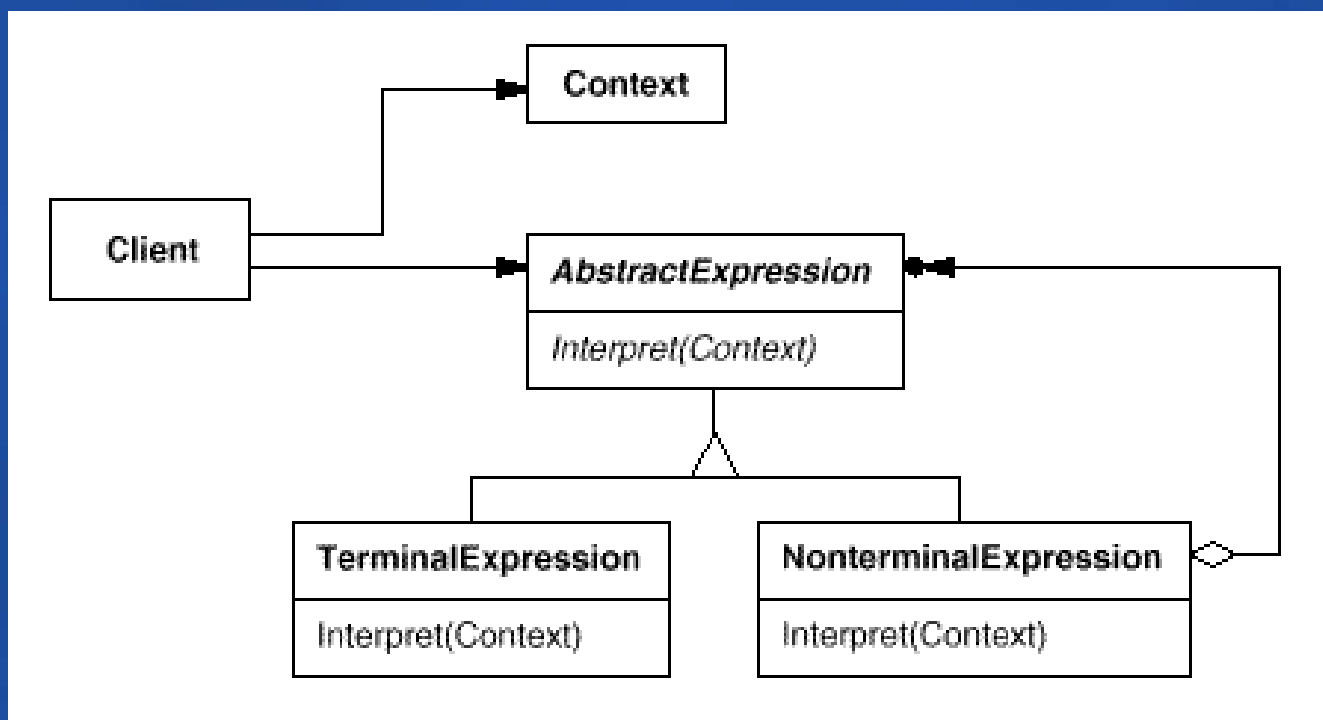 Context
Client
AbstractExpression
Interpret(Context)
TerminalExpression
NonterminalExpression
Interpret(Context)
Interpret(Context)